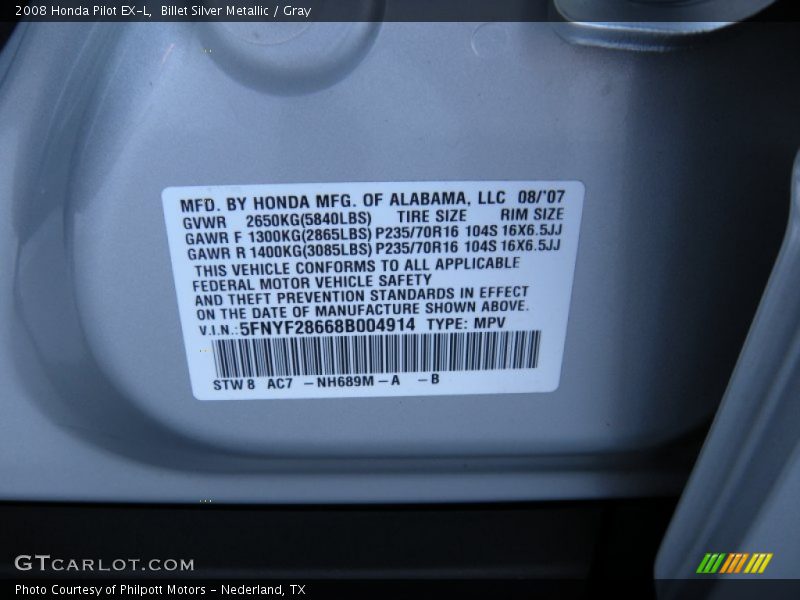 2008 Honda Pilot EX-L, Billet Silver Metallic / Gray
MFD. BY HONDA MFG. OF ALABAMA, LLC 08/'07
GVWR 2650KG(5840LBS) TIRE SIZE RIM SIZE
GAWR F 1300KG(2865LBS) P235/70R16 104S 16X6.5JJ
GAWR R 1400KG(3085LBS) P235/70R16 104S 16X6.5JJ
THIS VEHICLE CONFORMS TO ALL APPLICABLE
FEDERAL MOTOR VEHICLE SAFETY
AND THEFT PREVENTION STANDARDS IN EFFECT
ON THE DATE OF MANUFACTURE SHOWN ABOVE.
V.I.N.:5FNYF28668B004914 TYPE: MPV
STW 8 AC7 -NH689M-A -B
GTCARLOT.COM
Photo Courtesy of Philpott Motors - Nederland, TX